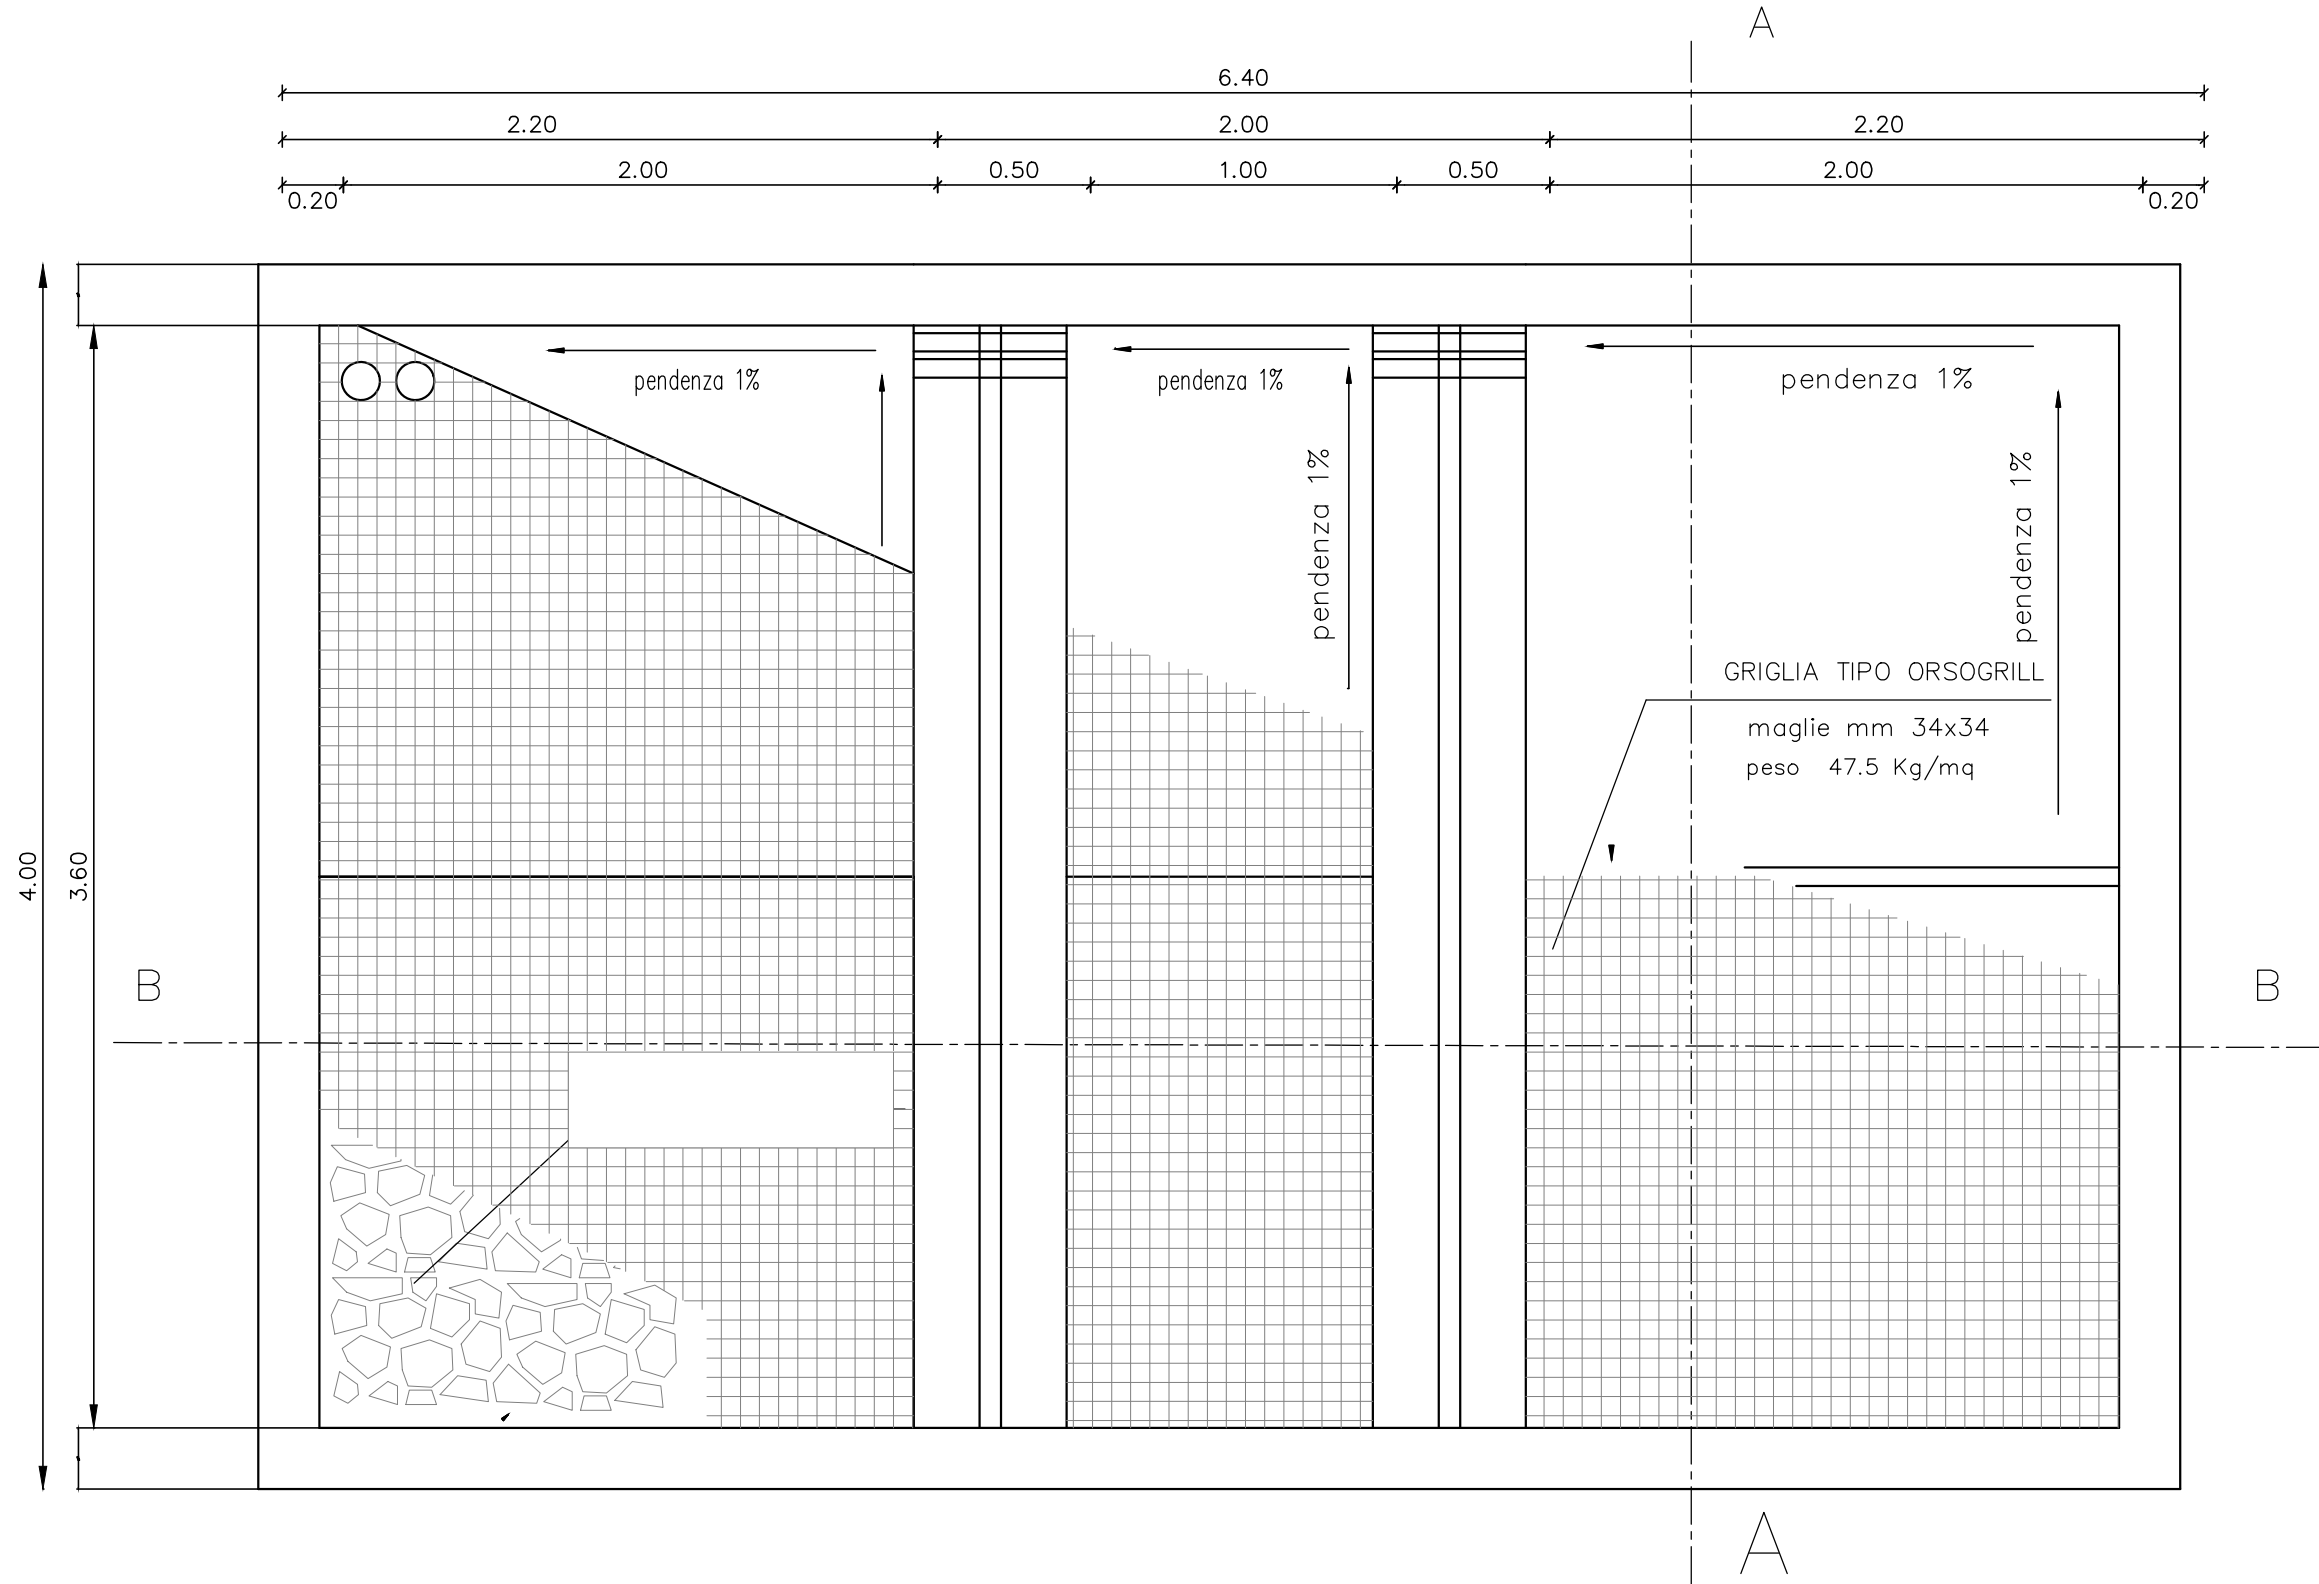 A
6.40
2.20 2.00 2.20
2.00 0.50 1.00 0.50 2.00
0.20 0.20
pendenza 1%
pendenza 1%
pendenza 1%
pendenza 1%
pendenza 1%
GRIGLIA TIPO ORSOGRILL
maglie mm 34x34
peso 47.5 Kg/mq
4.00
3.60
B
B
A